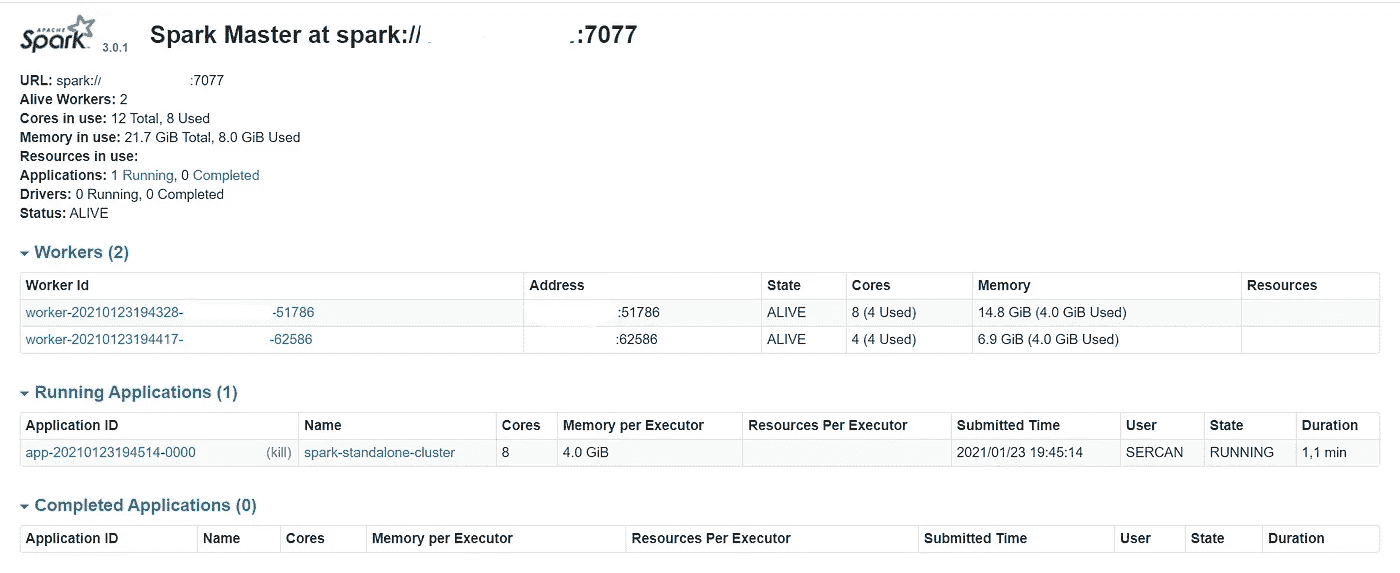 APACHE
Spark 3.0.1 Spark Master at spark:// :7077
URL: spark:// :7077
Alive Workers: 2
Cores in use: 12 Total, 8 Used
Memory in use: 21.7 GiB Total, 8.0 GiB Used
Resources in use:
Applications: 1 Running, 0 Completed
Drivers: 0 Running, 0 Completed
Status: ALIVE
Workers (2)
Worker Id Address State Cores Memory Resources
worker-20210123194328- -51786 :51786 ALIVE 8 (4 Used) 14.8 GiB (4.0 GiB Used)
worker-20210123194417- -62586 :62586 ALIVE 4 (4 Used) 6.9 GiB (4.0 GiB Used)
Running Applications (1)
Application ID Name Cores Memory per Executor Resources Per Executor Submitted Time User State Duration
app-20210123194514-0000 (kill) spark-standalone-cluster 8 4.0 GiB 2021/01/23 19:45:14 SERCAN RUNNING 1,1 min
Completed Applications (0)
Application ID Name Cores Memory per Executor Resources Per Executor Submitted Time User State Duration